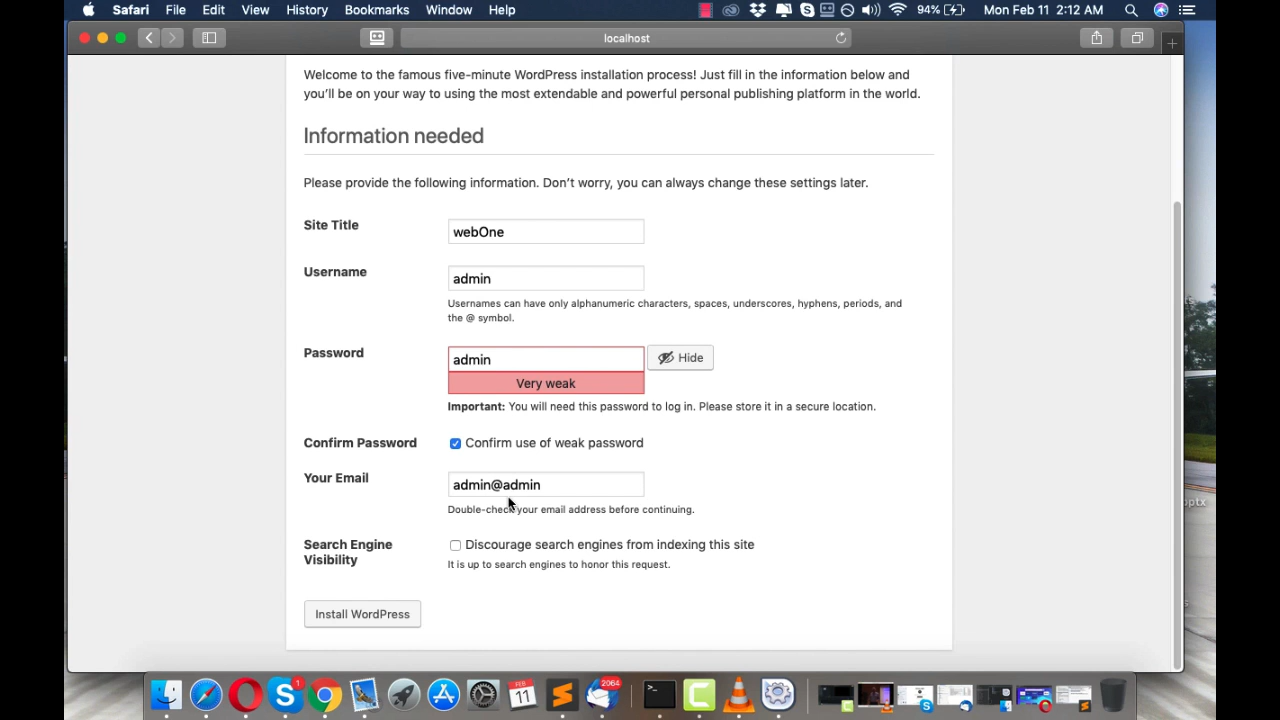 Safari File Edit View History Bookmarks Window Help 94% Mon Feb 11 2:12 AM
localhost
Welcome to the famous five-minute WordPress installation process! Just fill in the information below and
you'll be on your way to using the most extendable and powerful personal publishing platform in the world.
Information needed
Please provide the following information. Don't worry, you can always change these settings later.
Site Title webOne
Username admin
Usernames can have only alphanumeric characters, spaces, underscores, hyphens, periods, and
the @ symbol.
Password admin Hide
Very weak
Important: You will need this password to log in. Please store it in a secure location.
Confirm Password Confirm use of weak password
Your Email admin@admin
Double-check your email address before continuing.
Search Engine
Visibility
Discourage search engines from indexing this site
It is up to search engines to honor this request.
Install WordPress
1
2064
FEB
11